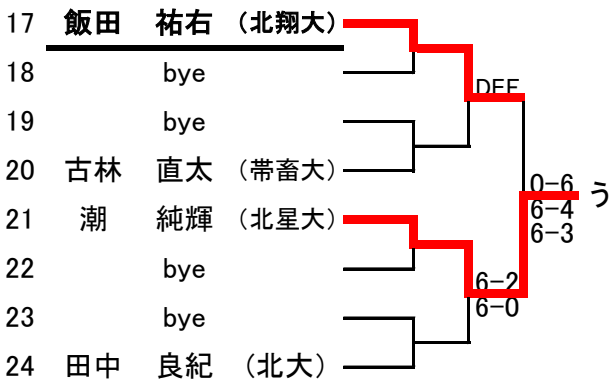 17 飯田 祐右 (北翔大)
18 bye
DEF
19 bye
20 古林 直太 (帯畜大)
0-6
う
6-4
21 潮 純輝 (北星大)
6-3
22 bye
6-2
6-0
23 bye
24 田中 良紀 (北大)